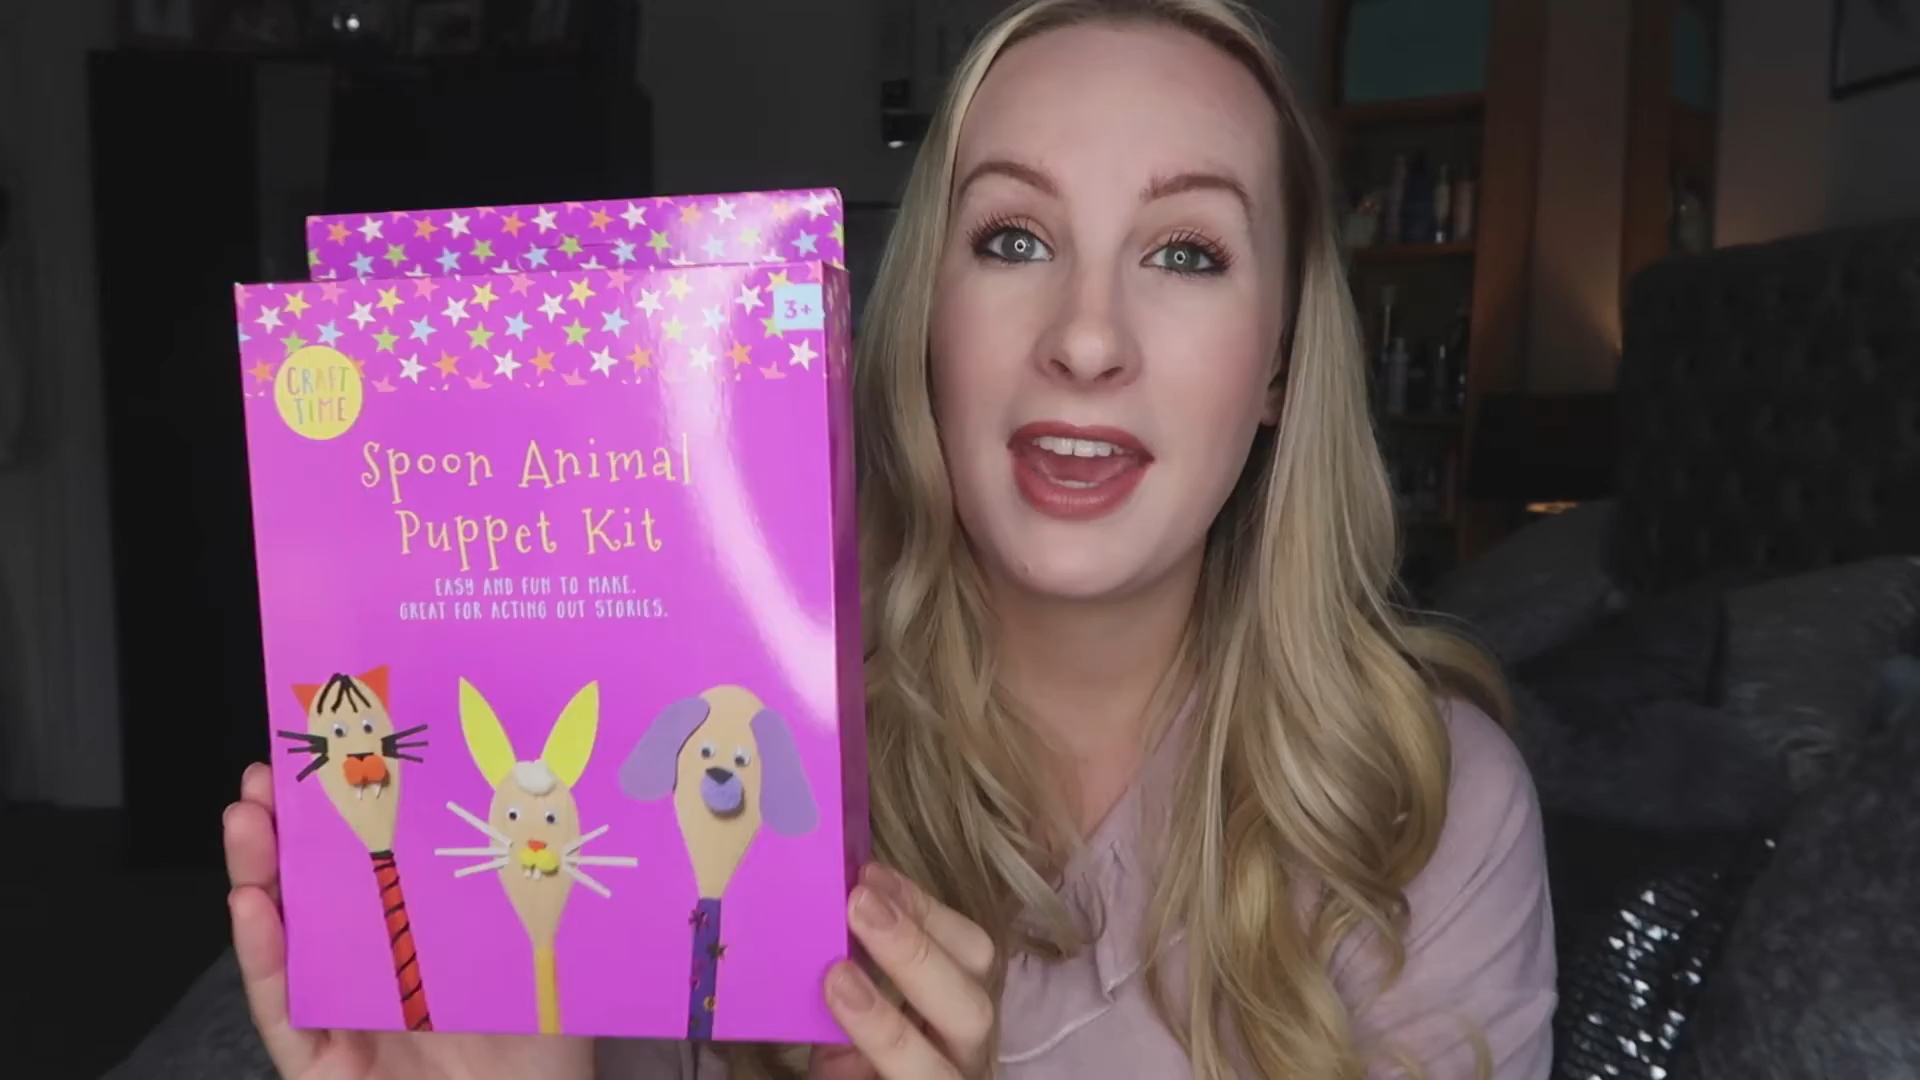 3+
CRAFT
TIME
Spoon Animal
Puppet Kit
EASY AND FUN TO MAKE.
GREAT FOR ACTING OUT STORIES.